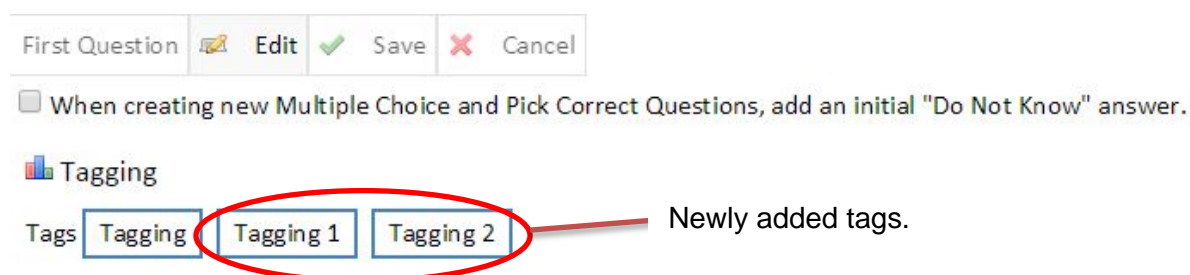 First Question Edit Save Cancel
When creating new Multiple Choice and Pick Correct Questions, add an initial "Do Not Know" answer.
Tagging
Tags Tagging Tagging 1 Tagging 2 Newly added tags.